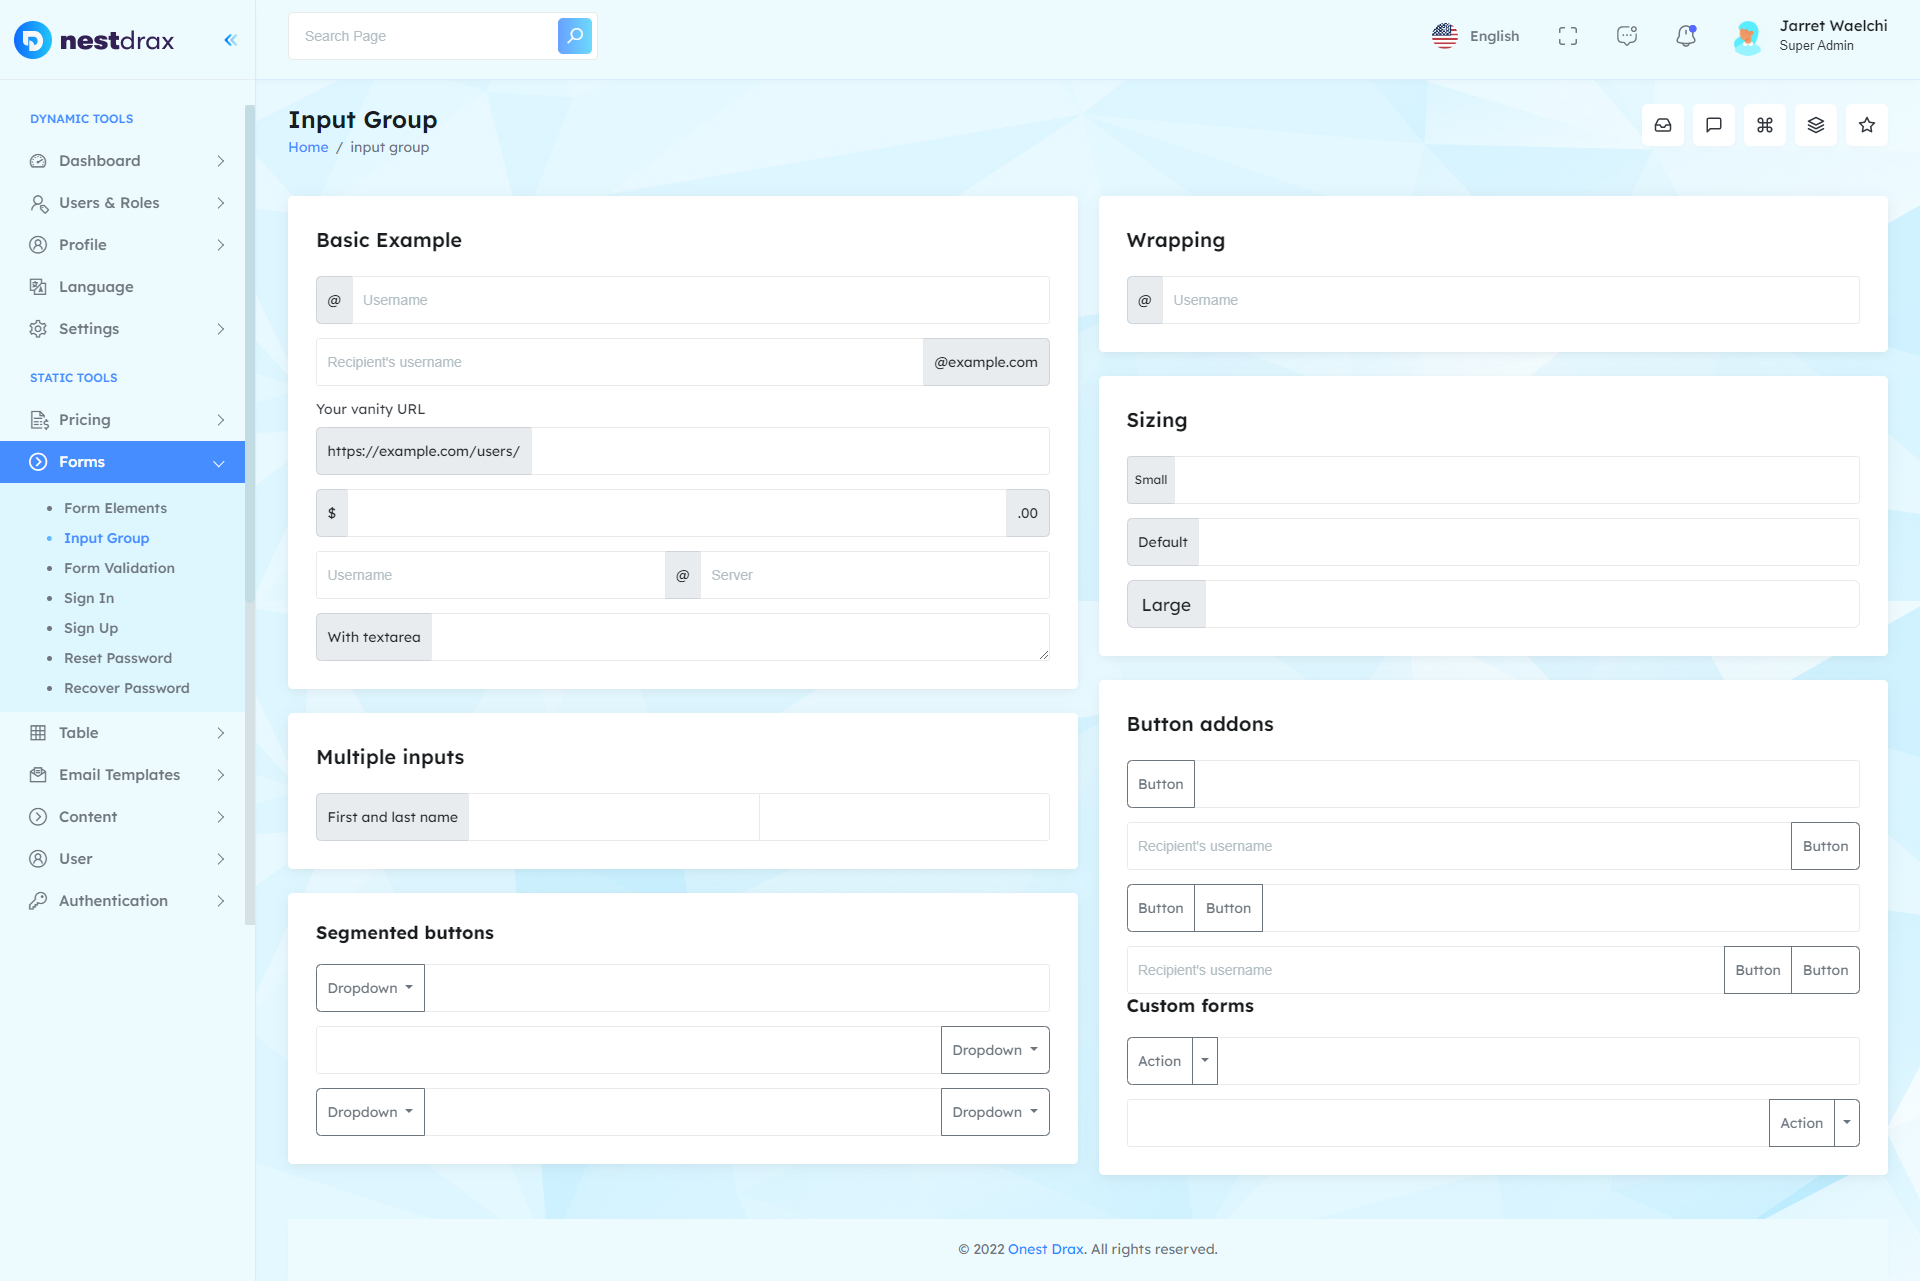 nestdrax
Search Page
English
Jarret Waelchi
Super Admin
DYNAMIC TOOLS
Dashboard
Users & Roles
Profile
Language
Settings
STATIC TOOLS
Pricing
Forms
Form Elements
Input Group
Form Validation
Sign In
Sign Up
Reset Password
Recover Password
Table
Email Templates
Content
User
Authentication
Input Group
Home / input group
Basic Example
@ Username
Recipient's username @example.com
Your vanity URL
https://example.com/users/
$ .00
Username @ Server
With textarea
Multiple inputs
First and last name
Segmented buttons
Dropdown
Dropdown
Dropdown Dropdown
Wrapping
@ Username
Sizing
Small
Default
Large
Button addons
Button
Recipient's username Button
Button Button
Recipient's username Button Button
Custom forms
Action
Action
© 2022 Onest Drax. All rights reserved.